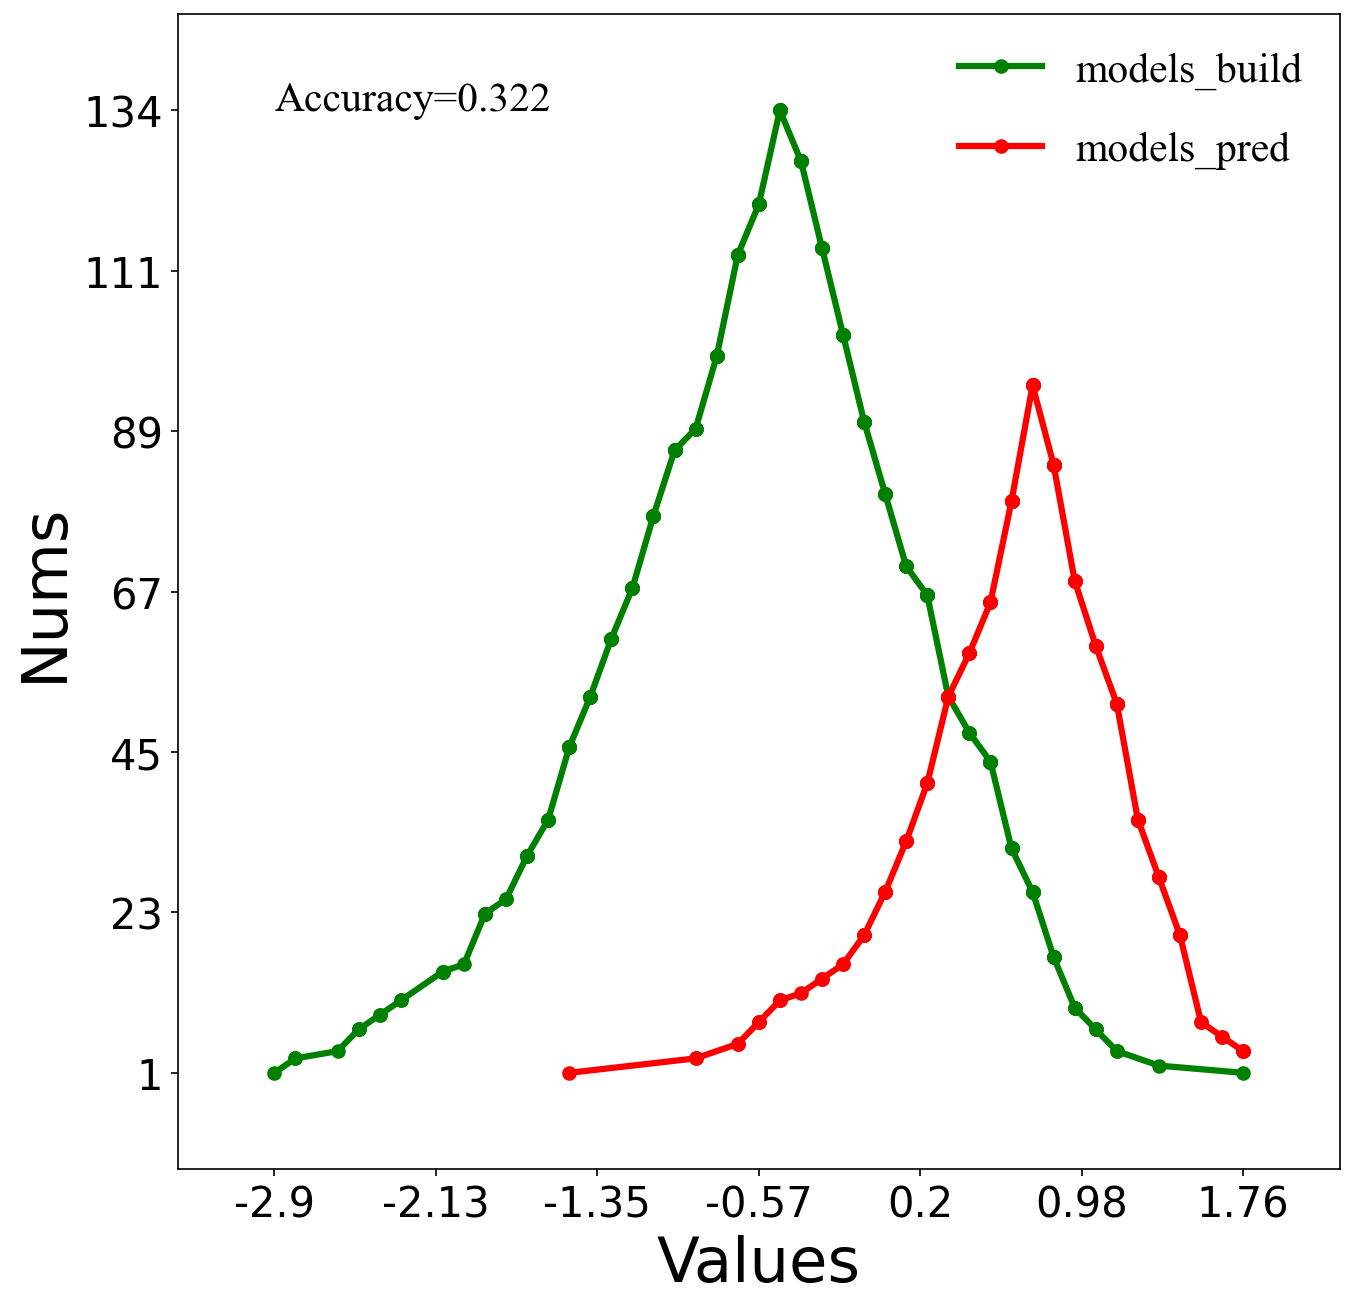 models_build
Accuracy=0.322
models_pred
134
111
89
67
45
23
1
Nums
-2.9 -2.13 -1.35 -0.57 0.2 0.98 1.76
Values